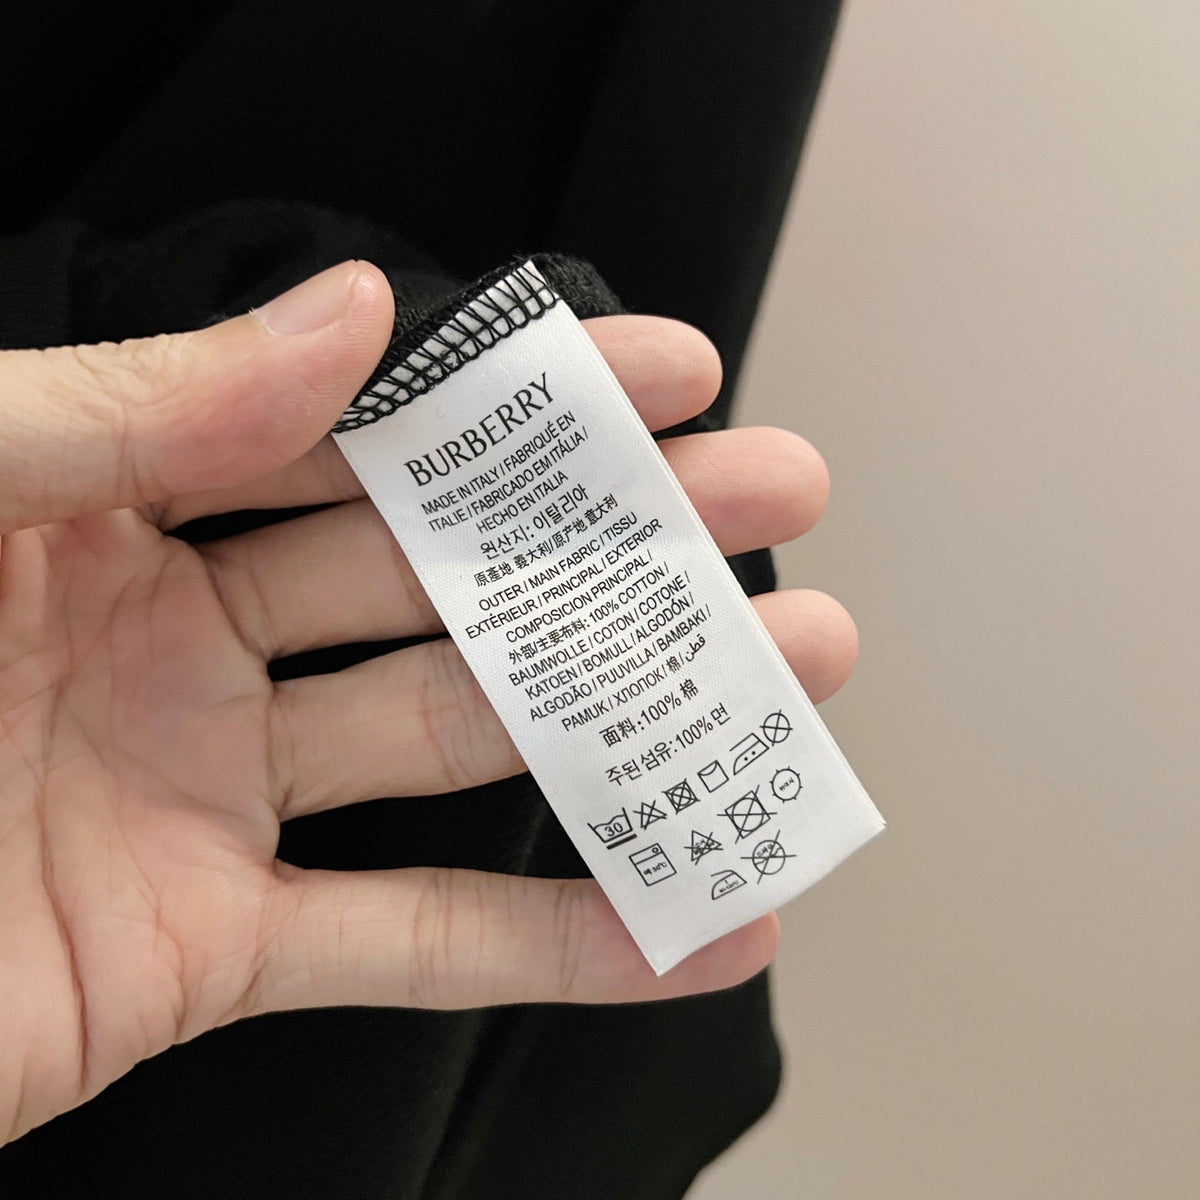 BURBERRY
MADE IN ITALY / FABRIQUÉ EN
ITALIE / FABRICADO EM ITÁLIA /
HECHO EN ITALIA
원산지: 이탈리아
原產地 義大利/原产地 意大利
OUTER / MAIN FABRIC / TISSU
EXTÉRIEUR / PRINCIPAL / EXTERIOR
COMPOSICION PRINCIPAL /
外部/主要布料: 100% COTTON /
BAUMWOLLE / COTON / COTONE /
KATOEN / BOMULL / ALGODÓN /
ALGODÃO / PUUVILLA / BAMBAKI /
PAMUK / ХЛОПОК / 棉 / قطن
面料:100% 棉
주된 섬유:100% 면
30